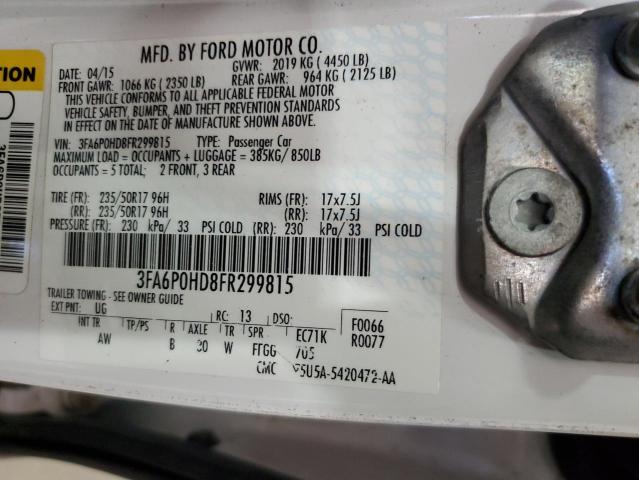 MFD. BY FORD MOTOR CO.
DATE: 04/15 GVWR: 2019 KG ( 4450 LB)
FRONT GAWR: 1066 KG ( 2350 LB) REAR GAWR: 964 KG ( 2125 LB)
THIS VEHICLE CONFORMS TO ALL APPLICABLE FEDERAL MOTOR
VEHICLE SAFETY, BUMPER, AND THEFT PREVENTION STANDARDS
IN EFFECT ON THE DATE OF MANUFACTURE SHOWN ABOVE.
VIN: 3FA6P0HD8FR299815 TYPE: Passenger Car
MAXIMUM LOAD = OCCUPANTS + LUGGAGE = 385KG/ 850LB
OCCUPANTS = 5 TOTAL; 2 FRONT, 3 REAR
TIRE (FR): 235/50R17 96H RIMS (FR): 17x7.5J
(RR): 235/50R17 96H (RR): 17x7.5J
PRESSURE (FR): 230 kPa/ 33 PSI COLD (RR): 230 kPa/ 33 PSI COLD
3FA6P0HD8FR299815
TRAILER TOWING - SEE OWNER GUIDE
EXT PNT: UG RC: 13 DSO: F0066
INT TR TP/PS R AXLE TR SPR EC71K R0077
AW B W FFGG
CMC 5U5A-5420472-AA